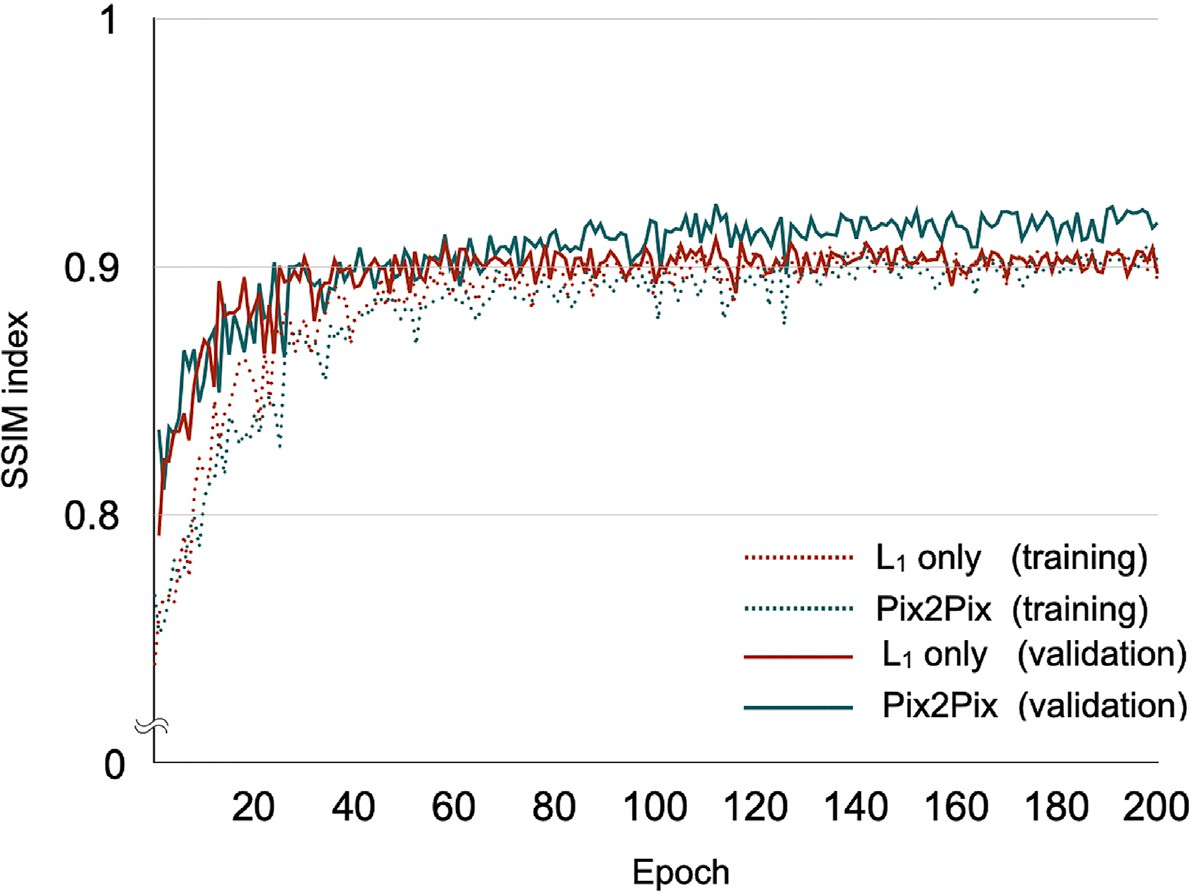 1
0.9
0.8
0
SSIM index
L₁ only (training)
Pix2Pix (training)
L₁ only (validation)
Pix2Pix (validation)
20 40 60 80 100 120 140 160 180 200
Epoch